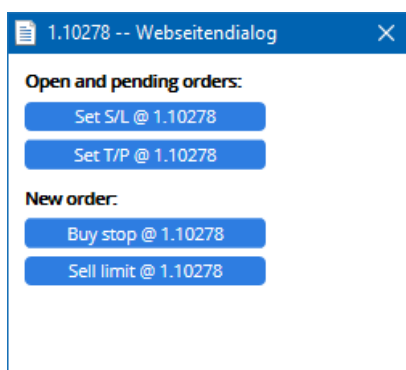 1.10278 -- Webseitendialog
Open and pending orders:
Set S/L @ 1.10278
Set T/P @ 1.10278
New order:
Buy stop @ 1.10278
Sell limit @ 1.10278